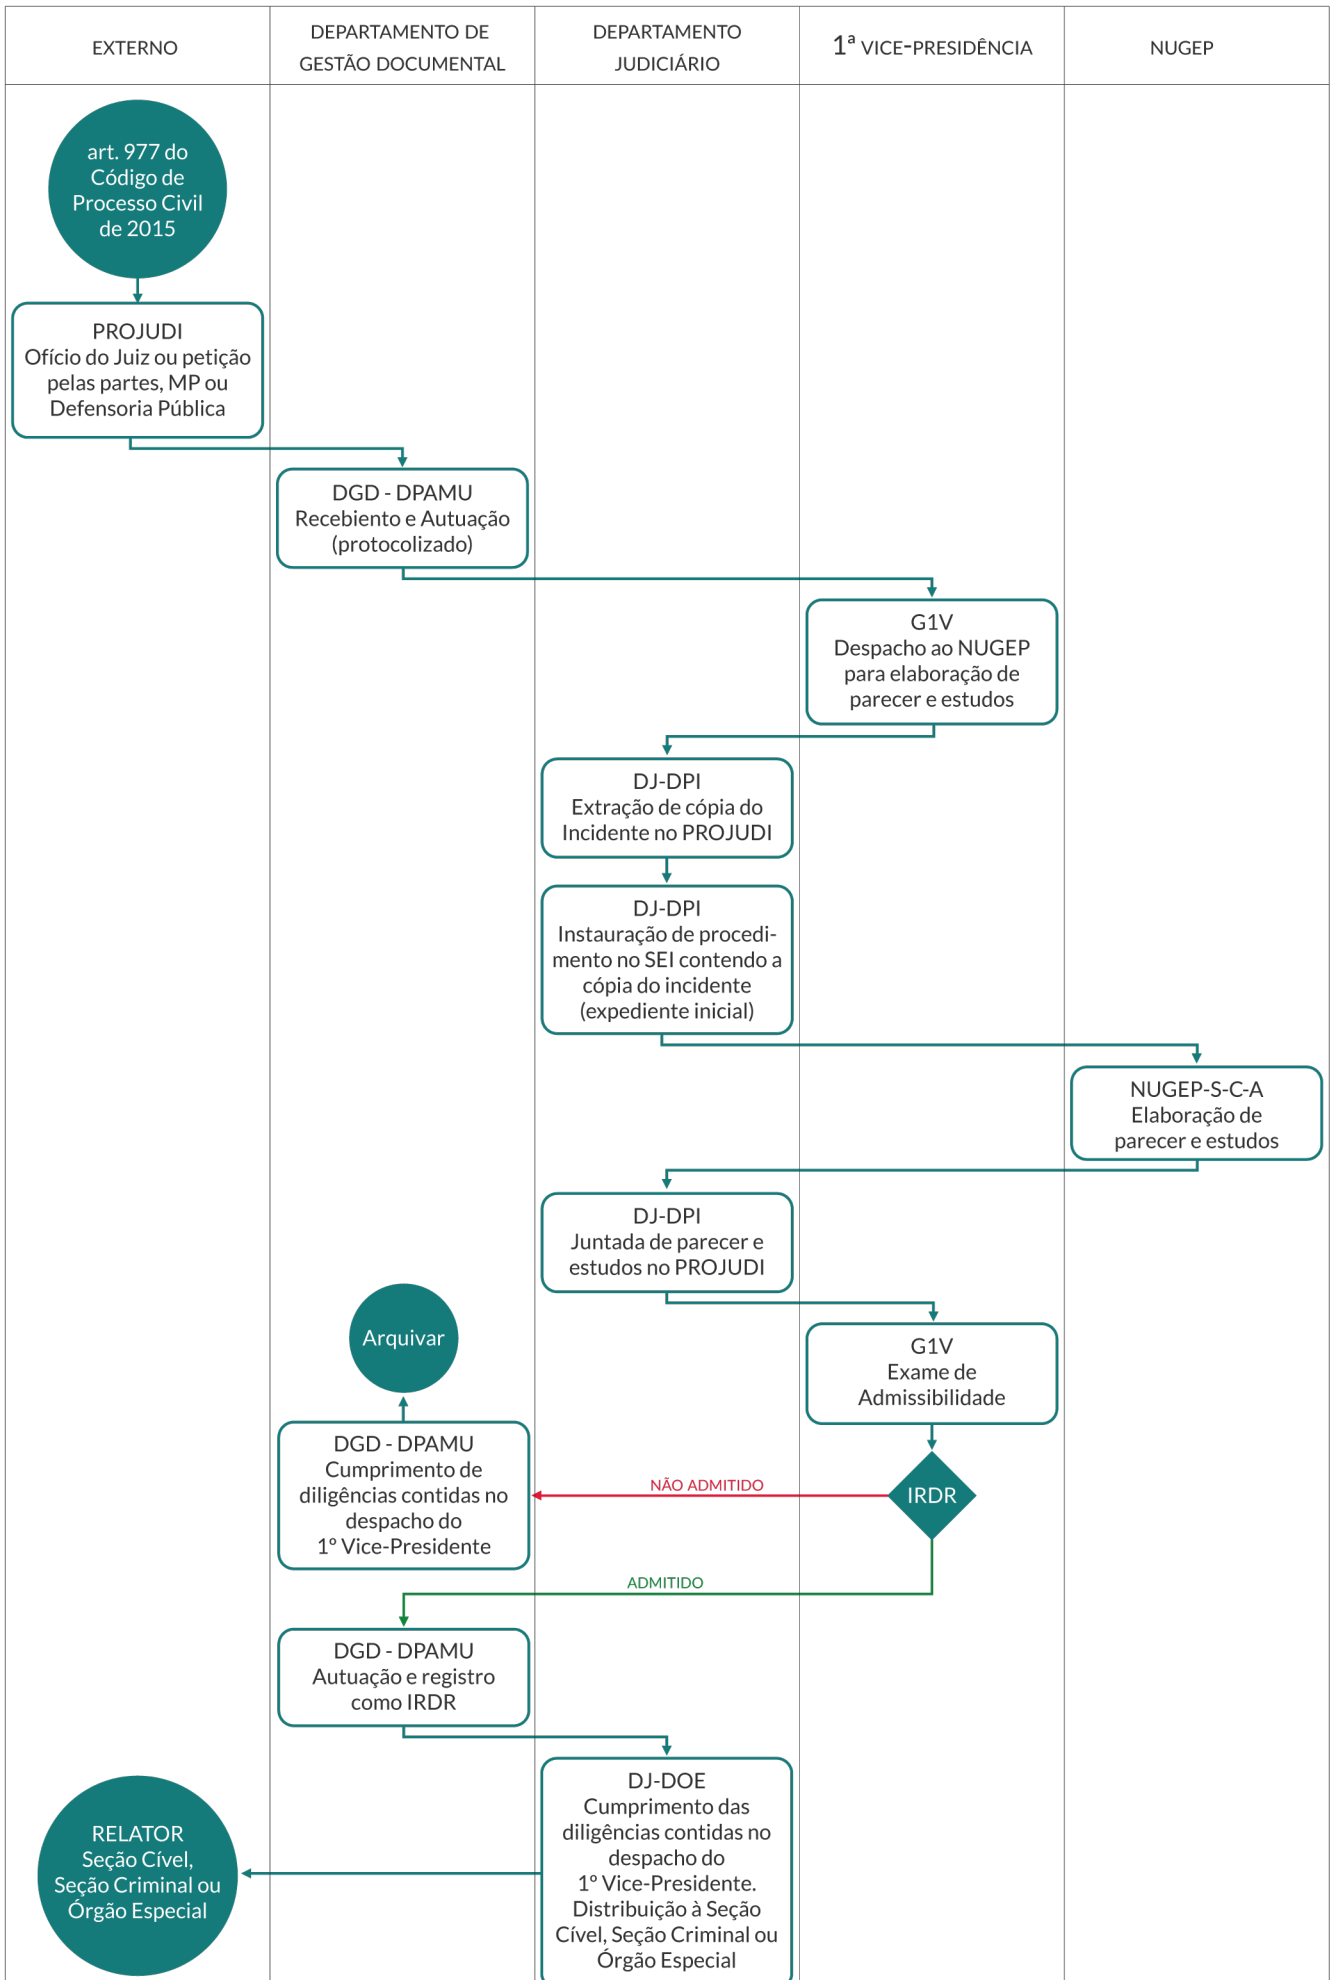 EXTERNO
DEPARTAMENTO DE
GESTÃO DOCUMENTAL
DEPARTAMENTO
JUDICIÁRIO
1ª VICE-PRESIDÊNCIA
NUGEP
art. 977 do
Código de
Processo Civil
de 2015
PROJUDI
Ofício do Juiz ou petição
pelas partes, MP ou
Defensoria Pública
DGD - DPAMU
Recebiento e Autuação
(protocolizado)
G1V
Despacho ao NUGEP
para elaboração de
parecer e estudos
DJ-DPI
Extração de cópia do
Incidente no PROJUDI
DJ-DPI
Instauração de procedi-
mento no SEI contendo a
cópia do incidente
(expediente inicial)
NUGEP-S-C-A
Elaboração de
parecer e estudos
DJ-DPI
Juntada de parecer e
estudos no PROJUDI
G1V
Exame de
Admissibilidade
IRDR
NÃO ADMITIDO
Arquivar
DGD - DPAMU
Cumprimento de
diligências contidas no
despacho do
1º Vice-Presidente
ADMITIDO
DGD - DPAMU
Autuação e registro
como IRDR
DJ-DOE
Cumprimento das
diligências contidas no
despacho do
1º Vice-Presidente.
Distribuição à Seção
Cível, Seção Criminal ou
Órgão Especial
RELATOR
Seção Cível,
Seção Criminal ou
Órgão Especial